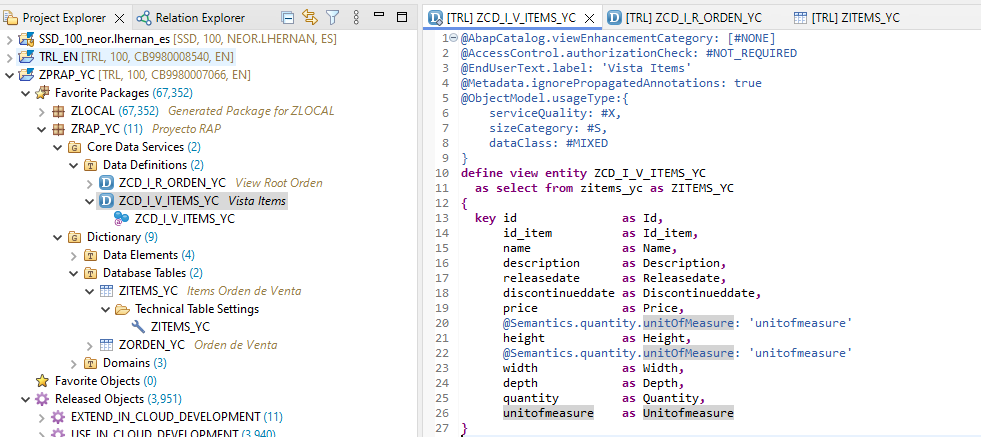 Project Explorer
Relation Explorer
SSD_100_neor.lhernan_es [SSD, 100, NEOR.LHERNAN, ES]
TRL_EN [TRL, 100, CB9980008540, EN]
ZPRAP_YC [TRL, 100, CB9980007066, EN]
Favorite Packages (67,352)
ZLOCAL (67,352) Generated Package for ZLOCAL
ZRAP_YC (11) Proyecto RAP
Core Data Services (2)
Data Definitions (2)
ZCD_I_R_ORDEN_YC View Root Orden
ZCD_I_V_ITEMS_YC Vista Items
ZCD_I_V_ITEMS_YC
Dictionary (9)
Data Elements (4)
Database Tables (2)
ZITEMS_YC Items Orden de Venta
Technical Table Settings
ZITEMS_YC
ZORDEN_YC Orden de Venta
Domains (3)
Favorite Objects (0)
Released Objects (3,951)
EXTEND_IN_CLOUD_DEVELOPMENT (11)
USE_IN_CLOUD_DEVELOPMENT (3,940)
[TRL] ZCD_I_V_ITEMS_YC
[TRL] ZCD_I_R_ORDEN_YC
[TRL] ZITEMS_YC
1 @AbapCatalog.viewEnhancementCategory: [#NONE]
2 @AccessControl.authorizationCheck: #NOT_REQUIRED
3 @EndUserText.label: 'Vista Items'
4 @Metadata.ignorePropagatedAnnotations: true
5 @ObjectModel.usageType:{
6 serviceQuality: #X,
7 sizeCategory: #S,
8 dataClass: #MIXED
9 }
10 define view entity ZCD_I_V_ITEMS_YC
11 as select from zitems_yc as ZITEMS_YC
12 {
13 key id as Id,
14 id_item as Id_item,
15 name as Name,
16 description as Description,
17 releasedate as Releasedate,
18 discontinueddate as Discontinueddate,
19 price as Price,
20 @Semantics.quantity.unitOfMeasure: 'unitofmeasure'
21 height as Height,
22 @Semantics.quantity.unitOfMeasure: 'unitofmeasure'
23 width as Width,
24 depth as Depth,
25 quantity as Quantity,
26 unitofmeasure as Unitofmeasure
27 }